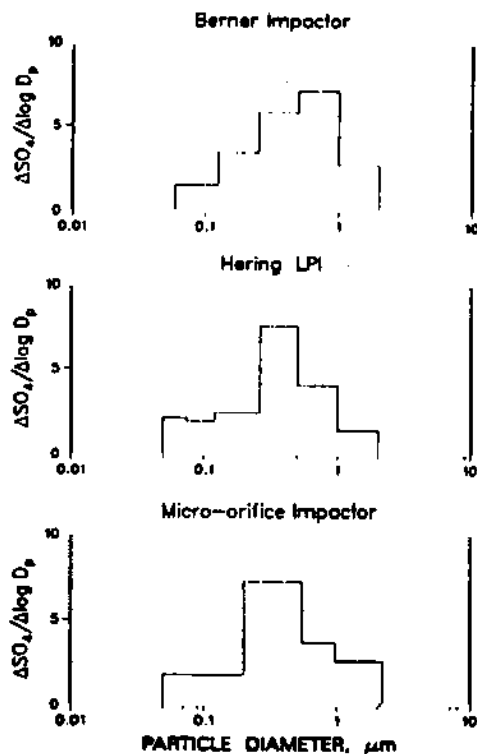 Berner Impactor
ΔSO₄/Δlog Dₚ
10
5
0
0.01 0.1 1 10
Hering LPI
ΔSO₄/Δlog Dₚ
10
5
0
0.01 0.1 1 10
Micro-orifice Impactor
ΔSO₄/Δlog Dₚ
10
5
0
0.01 0.1 1 10
PARTICLE DIAMETER, μm